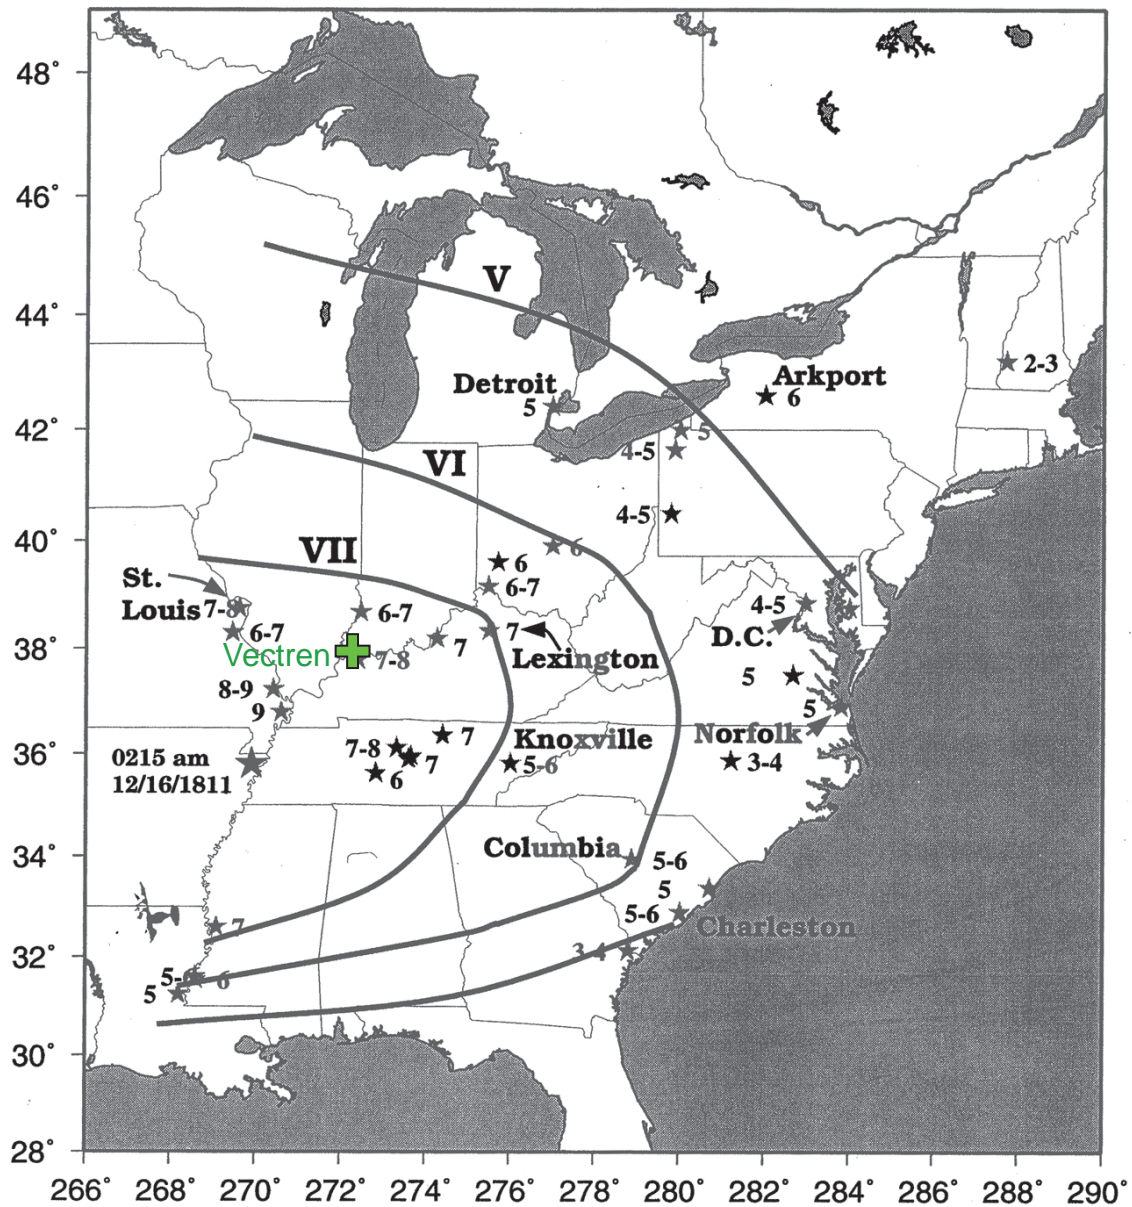 48°
46°
V
44°
2-3
Detroit
Arkport
5
6
42°
5
4-5
VI
4-5
40°
6
VII
6
6-7
St.
Louis
7-8
6-7
4-5
D.C.
6-7
7
7
38°
Vectren
7-8
Lexington
5
8-9
9
5
Norfolk
7
Knoxville
7-8
36°
0215 am
12/16/1811
7
5-6
3-4
6
Columbia
34°
5-6
5
5-6
Charleston
7
3-4
32°
5-6
6
5
30°
28°
266° 268° 270° 272° 274° 276° 278° 280° 282° 284° 286° 288° 290°